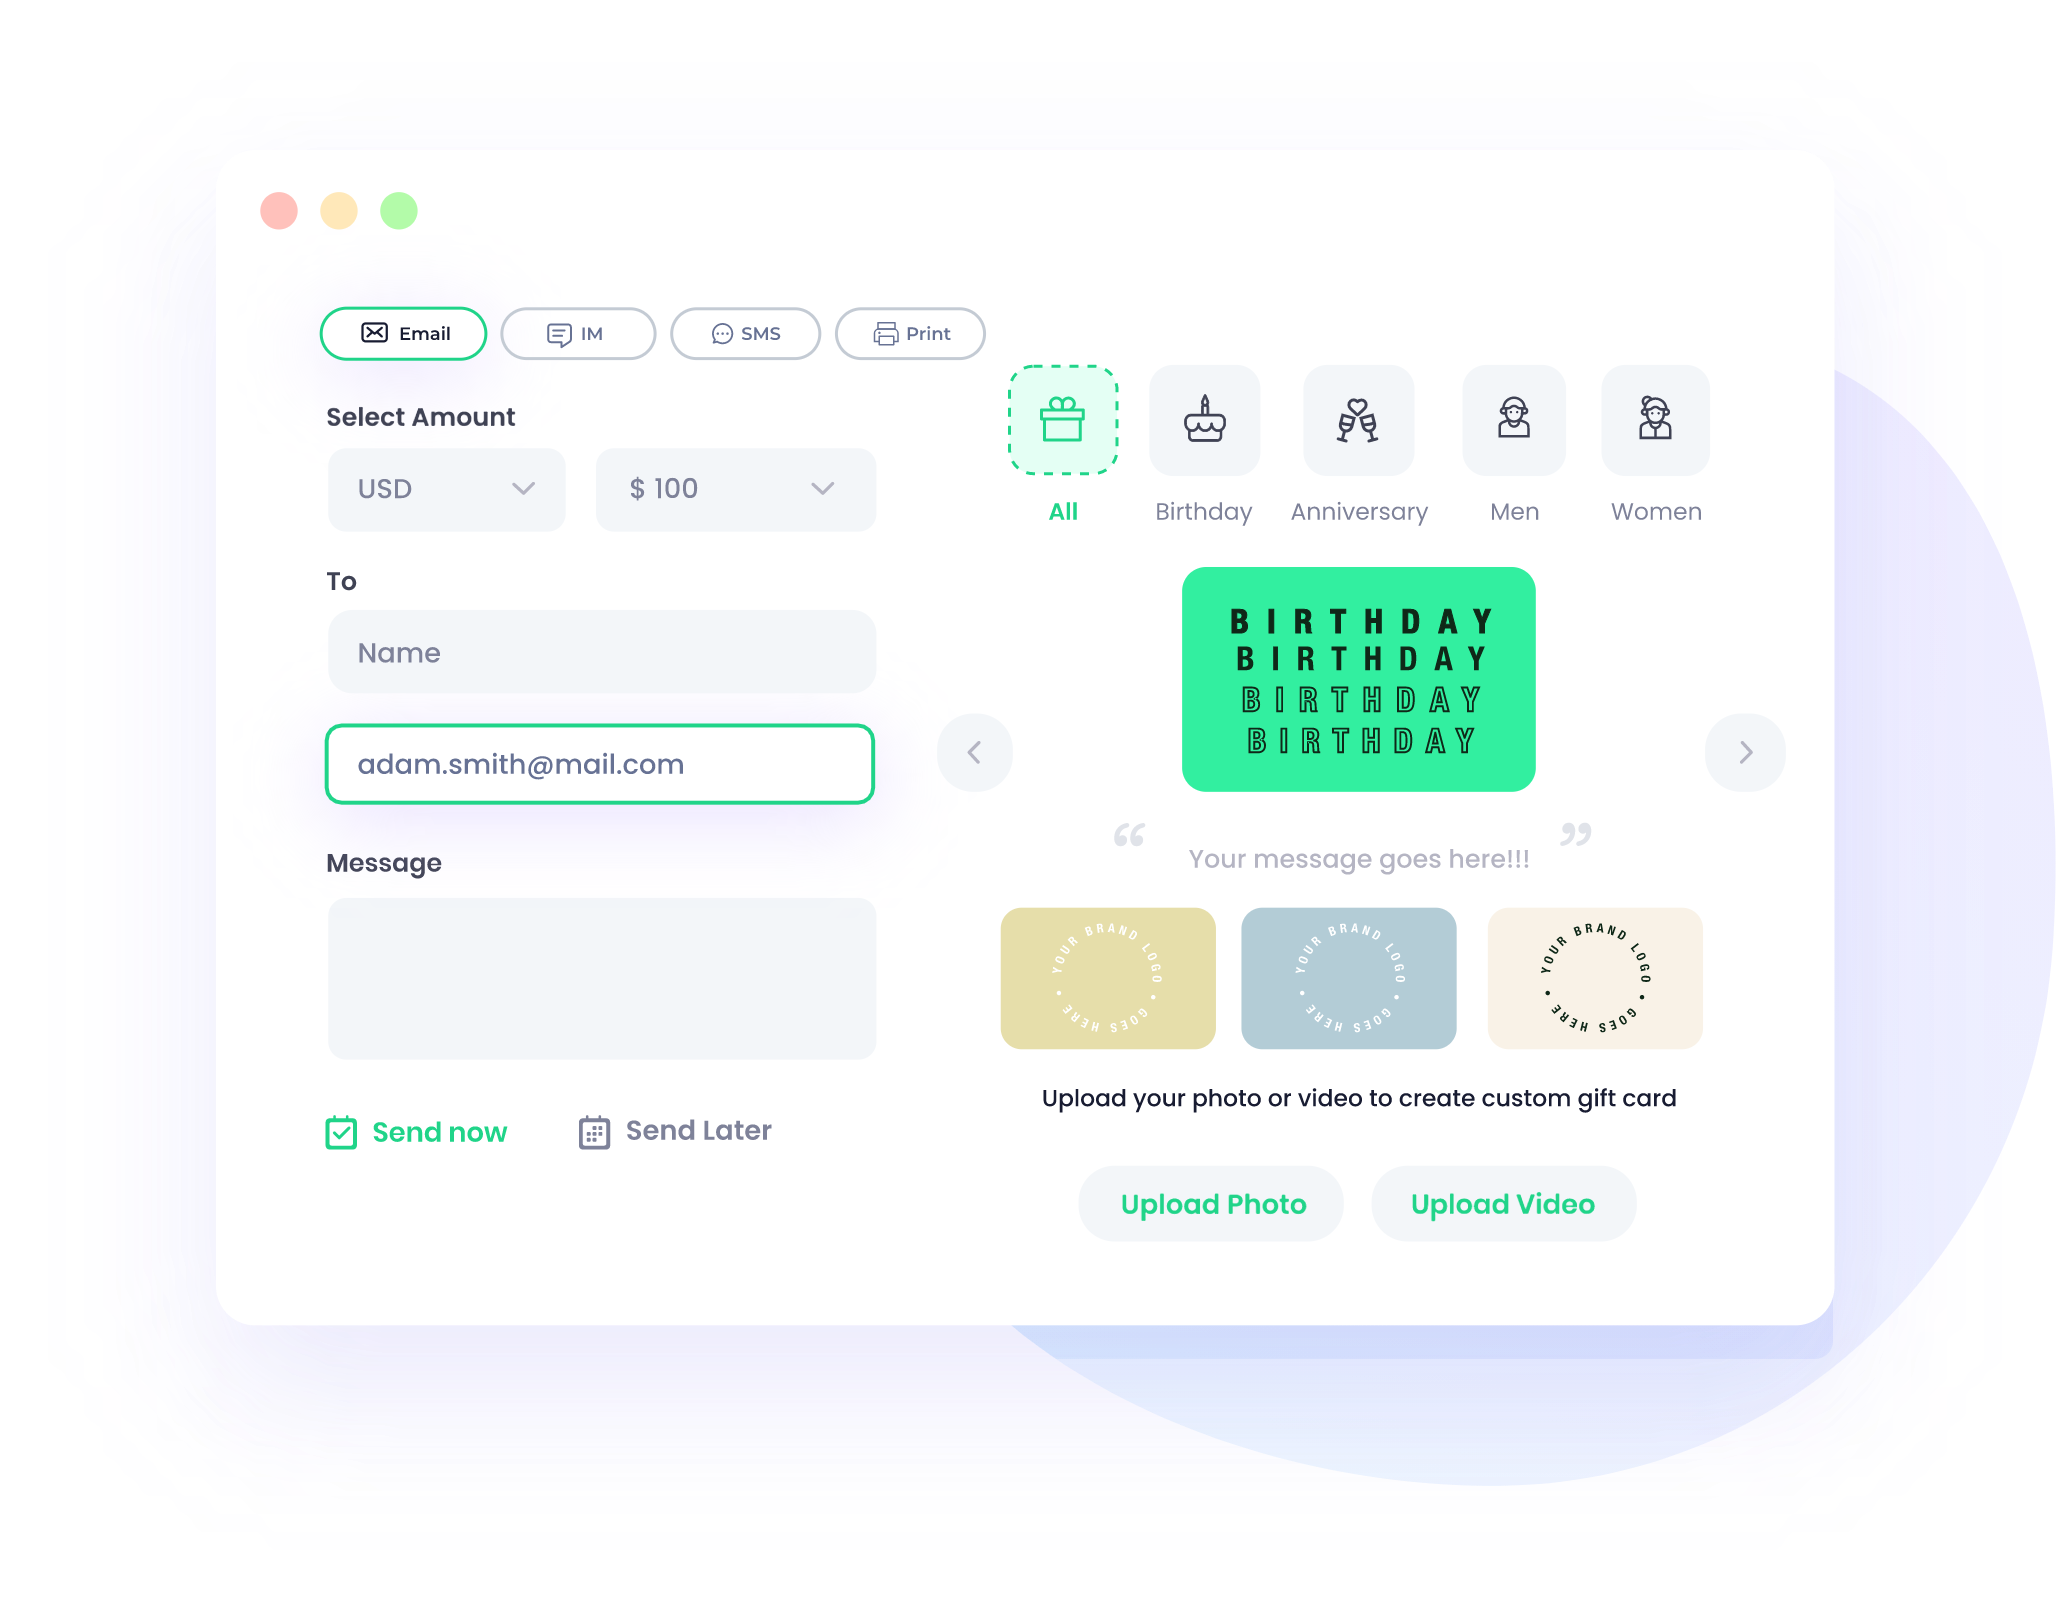 Email
IM
SMS
Print
Select Amount
USD
$ 100
To
Name
adam.smith@mail.com
Message
Send now
Send Later
All
Birthday
Anniversary
Men
Women
BIRTHDAY
BIRTHDAY
BIRTHDAY
BIRTHDAY
“ Your message goes here!!! ”
YOUR BRAND LOGO • GOES HERE •
YOUR BRAND LOGO • GOES HERE •
YOUR BRAND LOGO • GOES HERE •
Upload your photo or video to create custom gift card
Upload Photo
Upload Video